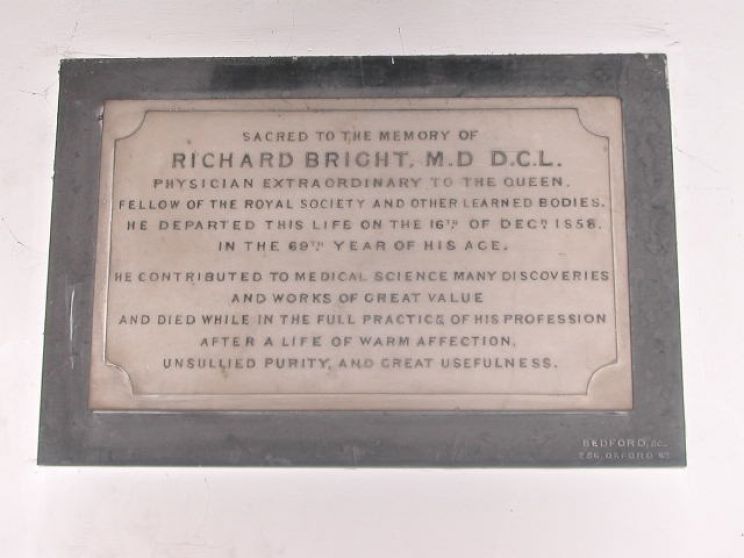 SACRED TO THE MEMORY OF
RICHARD BRIGHT, M.D D.C.L.
PHYSICIAN EXTRAORDINARY TO THE QUEEN.
FELLOW OF THE ROYAL SOCIETY AND OTHER LEARNED BODIES.
HE DEPARTED THIS LIFE ON THE 16TH OF DECR 1858.
IN THE 69TH YEAR OF HIS AGE.
HE CONTRIBUTED TO MEDICAL SCIENCE MANY DISCOVERIES
AND WORKS OF GREAT VALUE
AND DIED WHILE IN THE FULL PRACTICE OF HIS PROFESSION
AFTER A LIFE OF WARM AFFECTION,
UNSULLIED PURITY, AND GREAT USEFULNESS.
BEDFORD, SC.
OXFORD ST